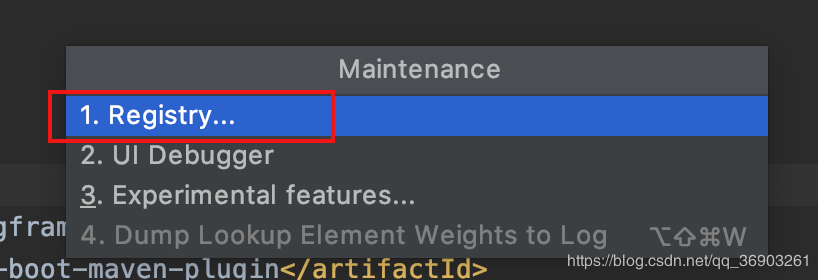 Maintenance
1. Registry...
2. UI Debugger
3. Experimental features...
gfram
4. Dump Lookup Element Weights to Log ⌥⇧⌘W
-boot-maven-plugin</artifactId>
https://blog.csdn.net/qq_36903261